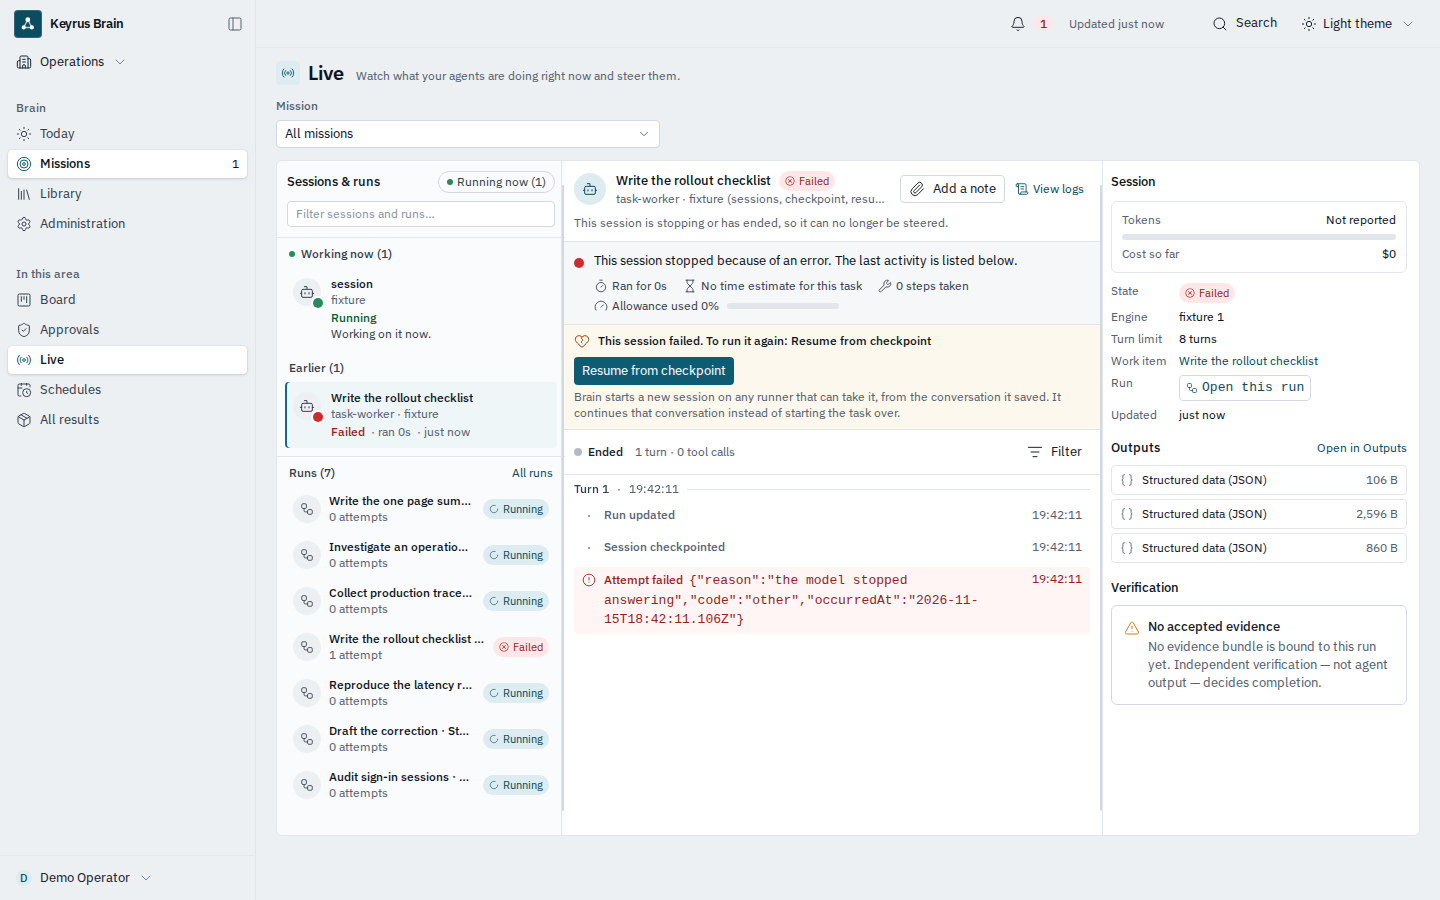 Keyrus Brain
Operations
Brain
Today
Missions 1
Library
Administration
In this area
Board
Approvals
Live
Schedules
All results
D Demo Operator
1 Updated just now Search Light theme
Live Watch what your agents are doing right now and steer them.
Mission
All missions
Sessions & runs Running now (1)
Filter sessions and runs...
Working now (1)
session
fixture
Running
Working on it now.
Earlier (1)
Write the rollout checklist
task-worker · fixture
Failed · ran 0s · just now
Runs (7) All runs
Write the one page sum... Running
0 attempts
Investigate an operatio... Running
0 attempts
Collect production trace... Running
0 attempts
Write the rollout checklist ... Failed
1 attempt
Reproduce the latency r... Running
0 attempts
Draft the correction · St... Running
0 attempts
Audit sign-in sessions · ... Running
0 attempts
Write the rollout checklist Failed
task-worker · fixture (sessions, checkpoint, resu...
Add a note View logs
This session is stopping or has ended, so it can no longer be steered.
This session stopped because of an error. The last activity is listed below.
Ran for 0s No time estimate for this task 0 steps taken
Allowance used 0%
This session failed. To run it again: Resume from checkpoint
Resume from checkpoint
Brain starts a new session on any runner that can take it, from the conversation it saved. It
continues that conversation instead of starting the task over.
Ended 1 turn · 0 tool calls Filter
Turn 1 · 19:42:11
· Run updated 19:42:11
· Session checkpointed 19:42:11
Attempt failed {"reason":"the model stopped 19:42:11
answering","code":"other","occurredAt":"2026-11-
15T18:42:11.106Z"}
Session
Tokens Not reported
Cost so far $0
State Failed
Engine fixture 1
Turn limit 8 turns
Work item Write the rollout checklist
Run Open this run
Updated just now
Outputs Open in Outputs
{ } Structured data (JSON) 106 B
{ } Structured data (JSON) 2,596 B
{ } Structured data (JSON) 860 B
Verification
No accepted evidence
No evidence bundle is bound to this run
yet. Independent verification — not agent
output — decides completion.